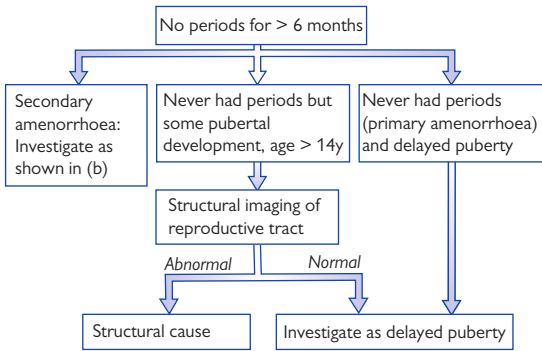 No periods for > 6 months
Secondary
amenorrhoea:
Investigate as
shown in (b)
Never had periods but
some pubertal
development, age > 14y
Never had periods
(primary amenorrhoea)
and delayed puberty
Structural imaging of
reproductive tract
Abnormal
Normal
Structural cause
Investigate as delayed puberty